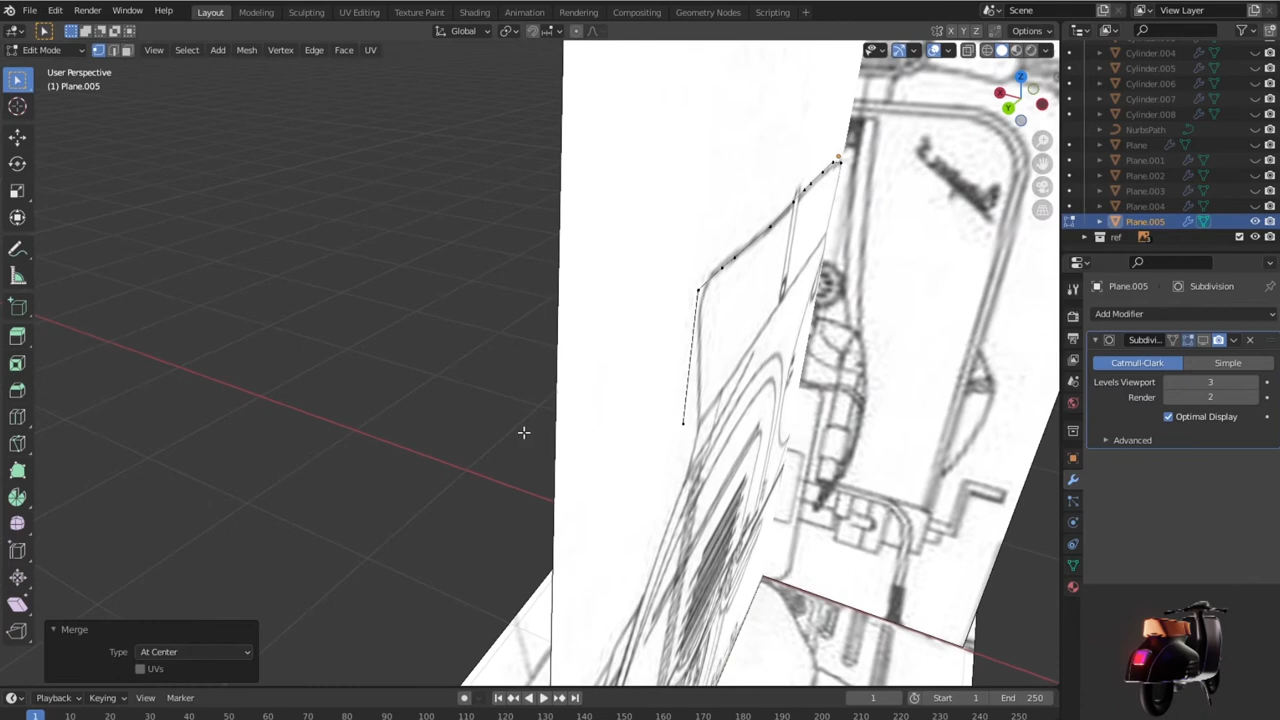 File Edit Render Window Help Layout Modeling Sculpting UV Editing Texture Paint Shading Animation Rendering Compositing Geometry Nodes Scripting + Scene View Layer
Global X Y Z Options
Edit Mode View Select Add Mesh Vertex Edge Face UV
User Perspective
(1) Plane.005
Z
X
Y
Cylinder.004
Cylinder.005
Cylinder.006
Cylinder.007
Cylinder.008
NurbsPath
Plane
Plane.001
Plane.002
Plane.003
Plane.004
Plane.005
ref
Plane.005 Subdivision
Add Modifier
Subdivi...
Catmull-Clark Simple
Levels Viewport 3
Render 2
Optimal Display
Advanced
Merge
Type At Center
UVs
Playback Keying View Marker 1 Start 1 End 250
1 10 20 30 40 50 60 70 80 90 100 110 120 130 140 150 160 170 180 190 200 210 220 230 240 250